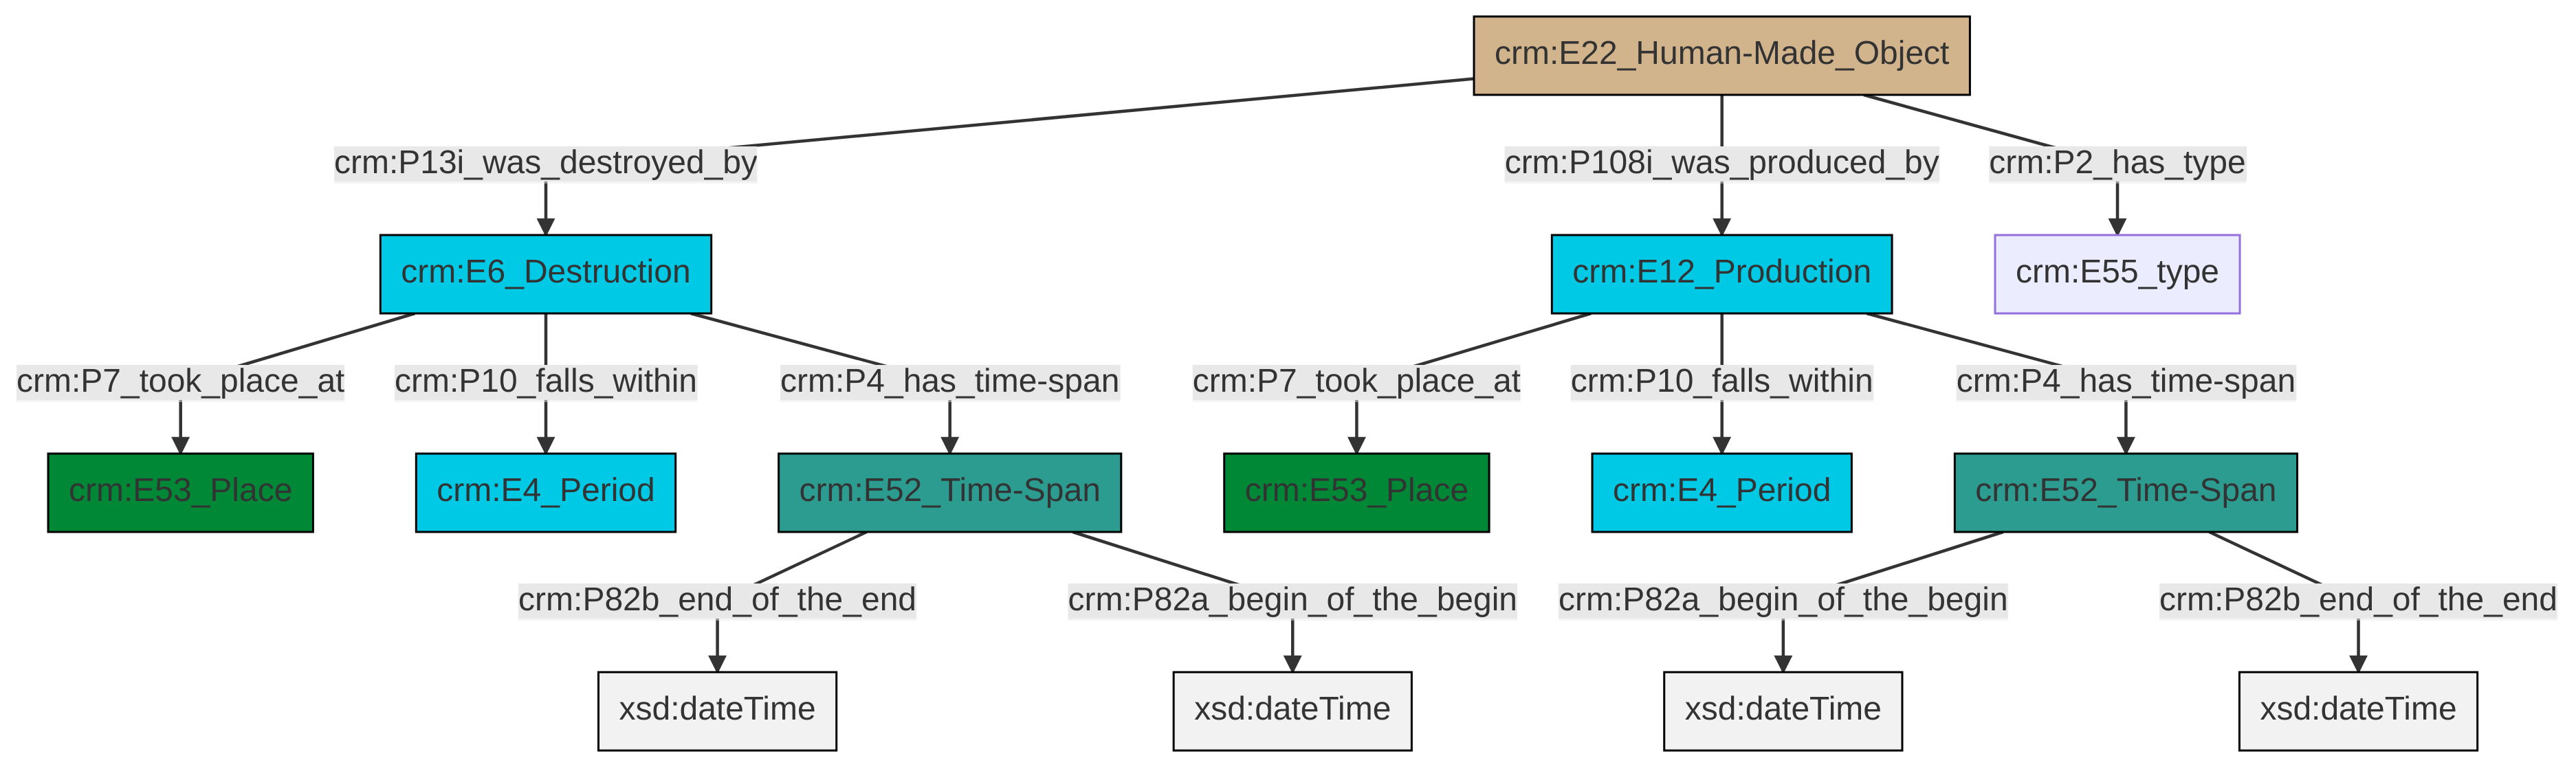 crm:E22_Human-Made_Object
crm:P13i_was_destroyed_by
crm:P108i_was_produced_by
crm:P2_has_type
crm:E6_Destruction
crm:E12_Production
crm:E55_type
crm:P7_took_place_at
crm:P10_falls_within
crm:P4_has_time-span
crm:P7_took_place_at
crm:P10_falls_within
crm:P4_has_time-span
crm:E53_Place
crm:E4_Period
crm:E52_Time-Span
crm:E53_Place
crm:E4_Period
crm:E52_Time-Span
crm:P82b_end_of_the_end
crm:P82a_begin_of_the_begin
crm:P82a_begin_of_the_begin
crm:P82b_end_of_the_end
xsd:dateTime
xsd:dateTime
xsd:dateTime
xsd:dateTime